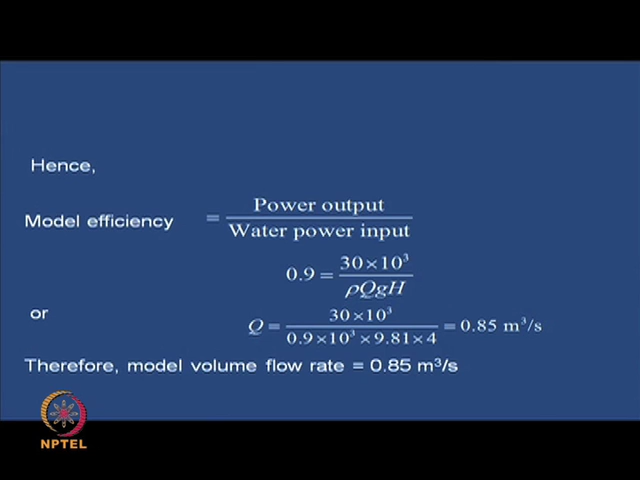 Hence,
Model efficiency = Power output / Water power input
0.9 = 30×10³ / ρQgH
or
Q = 30×10³ / 0.9×10³×9.81×4 = 0.85 m³/s
Therefore, model volume flow rate = 0.85 m³/s
NPTEL